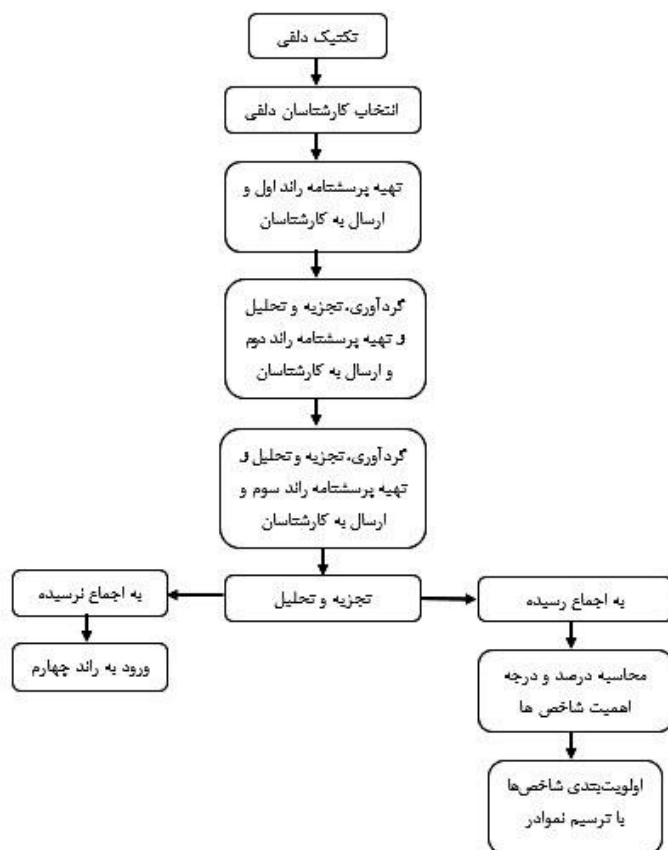 تکنیک دلفی
انتخاب کارشناسان دلفی
تهیه پرسشنامه راند اول و
ارسال به کارشناسان
گردآوری، تجزیه و تحلیل
و تهیه پرسشنامه راند دوم
و ارسال به کارشناسان
گردآوری، تجزیه و تحلیل و
تهیه پرسشنامه راند سوم و
ارسال به کارشناسان
تجزیه و تحلیل
به اجماع رسیده
به اجماع نرسیده
محاسبه درصد و درجه
اهمیت شاخص ها
ورود به راند چهارم
اولویت‌بندی شاخص‌ها
با ترسیم نموادر